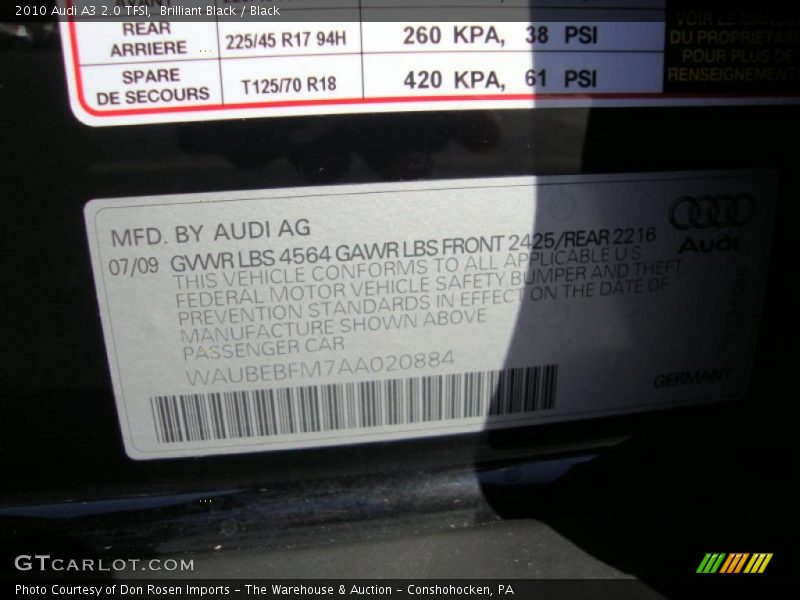 2010 Audi A3 2.0 TFSI, Brilliant Black / Black
REAR
ARRIERE
225/45 R17 94H
260 KPA, 38 PSI
SPARE
DE SECOURS
T125/70 R18
420 KPA, 61 PSI
DU PROPRIETAIR
POUR PLUS DE
RENSEIGNEMENT
MFD. BY AUDI AG
07/09 GVWR LBS 4564 GAWR LBS FRONT 2425/REAR 2216
THIS VEHICLE CONFORMS TO ALL APPLICABLE U S
FEDERAL MOTOR VEHICLE SAFETY BUMPER AND THEFT
PREVENTION STANDARDS IN EFFECT ON THE DATE OF
MANUFACTURE SHOWN ABOVE
PASSENGER CAR
WAUBEBFM7AA020884
Audi
GERMANY
GTCARLOT.COM
Photo Courtesy of Don Rosen Imports - The Warehouse & Auction - Conshohocken, PA